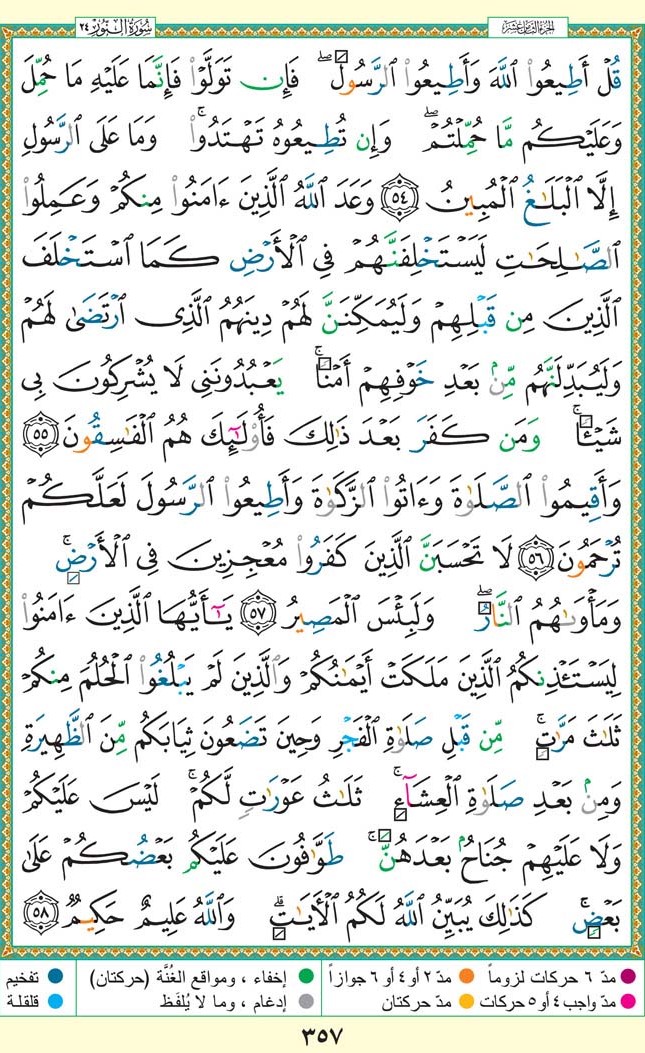 سُورَةُ النُّورِ ٢٤
الجزء الثامن عشر
قُلْ أَطِيعُوا۟ ٱللَّهَ وَأَطِيعُوا۟ ٱلرَّسُولَ ۖ فَإِن تَوَلَّوْا۟ فَإِنَّمَا عَلَيْهِ مَا حُمِّلَ
وَعَلَيْكُم مَّا حُمِّلْتُمْ ۖ وَإِن تُطِيعُوهُ تَهْتَدُوا۟ ۚ وَمَا عَلَى ٱلرَّسُولِ
إِلَّا ٱلْبَلَٰغُ ٱلْمُبِينُ ٥٤ وَعَدَ ٱللَّهُ ٱلَّذِينَ ءَامَنُوا۟ مِنكُمْ وَعَمِلُوا۟
ٱلصَّٰلِحَٰتِ لَيَسْتَخْلِفَنَّهُمْ فِى ٱلْأَرْضِ كَمَا ٱسْتَخْلَفَ
ٱلَّذِينَ مِن قَبْلِهِمْ وَلَيُمَكِّنَنَّ لَهُمْ دِينَهُمُ ٱلَّذِى ٱرْتَضَىٰ لَهُمْ
وَلَيُبَدِّلَنَّهُم مِّنۢ بَعْدِ خَوْفِهِمْ أَمْنًا ۚ يَعْبُدُونَنِى لَا يُشْرِكُونَ بِى
شَيْـًٔا ۚ وَمَن كَفَرَ بَعْدَ ذَٰلِكَ فَأُو۟لَٰٓئِكَ هُمُ ٱلْفَٰسِقُونَ ٥٥
وَأَقِيمُوا۟ ٱلصَّلَوٰةَ وَءَاتُوا۟ ٱلزَّكَوٰةَ وَأَطِيعُوا۟ ٱلرَّسُولَ لَعَلَّكُمْ
تُرْحَمُونَ ٥٦ لَا تَحْسَبَنَّ ٱلَّذِينَ كَفَرُوا۟ مُعْجِزِينَ فِى ٱلْأَرْضِ ۚ
وَمَأْوَىٰهُمُ ٱلنَّارُ ۖ وَلَبِئْسَ ٱلْمَصِيرُ ٥٧ يَٰٓأَيُّهَا ٱلَّذِينَ ءَامَنُوا۟
لِيَسْتَـْٔذِنكُمُ ٱلَّذِينَ مَلَكَتْ أَيْمَٰنُكُمْ وَٱلَّذِينَ لَمْ يَبْلُغُوا۟ ٱلْحُلُمَ مِنكُمْ
ثَلَٰثَ مَرَّٰتٍ ۚ مِّن قَبْلِ صَلَوٰةِ ٱلْفَجْرِ وَحِينَ تَضَعُونَ ثِيَابَكُم مِّنَ ٱلظَّهِيرَةِ
وَمِنۢ بَعْدِ صَلَوٰةِ ٱلْعِشَآءِ ۚ ثَلَٰثُ عَوْرَٰتٍ لَّكُمْ ۚ لَيْسَ عَلَيْكُمْ
وَلَا عَلَيْهِمْ جُنَاحٌۢ بَعْدَهُنَّ ۚ طَوَّٰفُونَ عَلَيْكُم بَعْضُكُمْ عَلَىٰ
بَعْضٍ ۚ كَذَٰلِكَ يُبَيِّنُ ٱللَّهُ لَكُمُ ٱلْءَايَٰتِ ۗ وَٱللَّهُ عَلِيمٌ حَكِيمٌ ٥٨
مدّ ٦ حركات لزوماً
مدّ ٢ أو ٤ أو ٦ جوازاً
إخفاء ، ومواقع الغُنَّة (حركتان)
تفخيم
مدّ واجب ٤ أو ٥ حركات
مدّ حركتان
إدغام ، وما لا يُلفَظ
قلقلة
٣٥٧